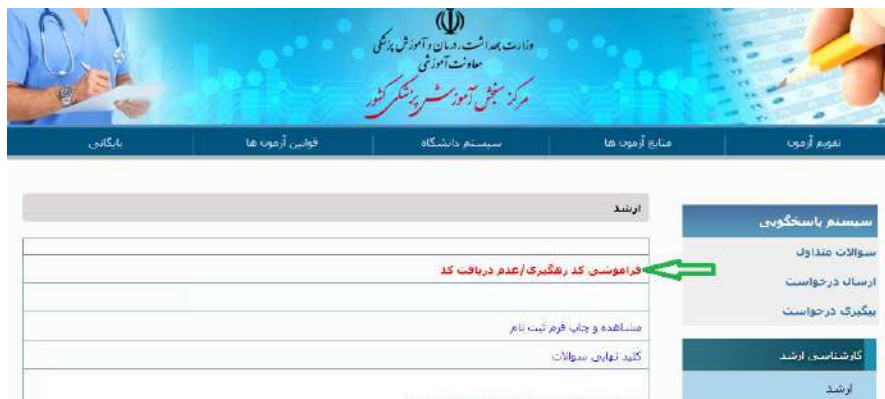 وزارت بهداشت، درمان و آموزش پزشکی
معاونت آموزشی
مرکز سنجش آموزش پزشکی کشور
تقویم آزمون
منابع آزمون ها
سیستم دانشگاه
قوانین آزمون ها
بایگانی
ارشد
فراموشی کد رهگیری/عدم دریافت کد
مشاهده و چاپ فرم ثبت نام
کلید نهایی سوالات
سیستم پاسخگویی
سوالات متداول
ارسال درخواست
پیگیری درخواست
کارشناسی ارشد
ارشد